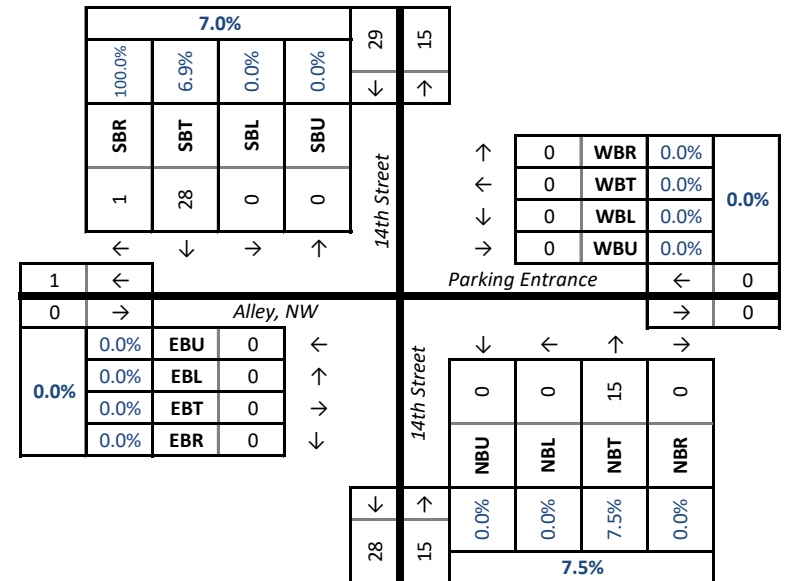 7.0%
29 15
100.0% 6.9% 0.0% 0.0%
↓ ↑
SBR SBT SBL SBU
1 28 0 0
14th Street
← ↓ → ↑
↑ 0 WBR 0.0%
← 0 WBT 0.0%
↓ 0 WBL 0.0%
→ 0 WBU 0.0%
0.0%
1 ← Parking Entrance ← 0
0 → Alley, NW → 0
0.0%
0.0% EBU 0 ←
0.0% EBL 0 ↑
0.0% EBT 0 →
0.0% EBR 0 ↓
14th Street
↓ ← ↑ →
0 0 15 0
NBU NBL NBT NBR
↓ ↑
0.0% 0.0% 7.5% 0.0%
28 15
7.5%